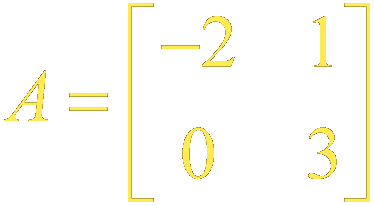 A = [ −2 1
0 3 ]